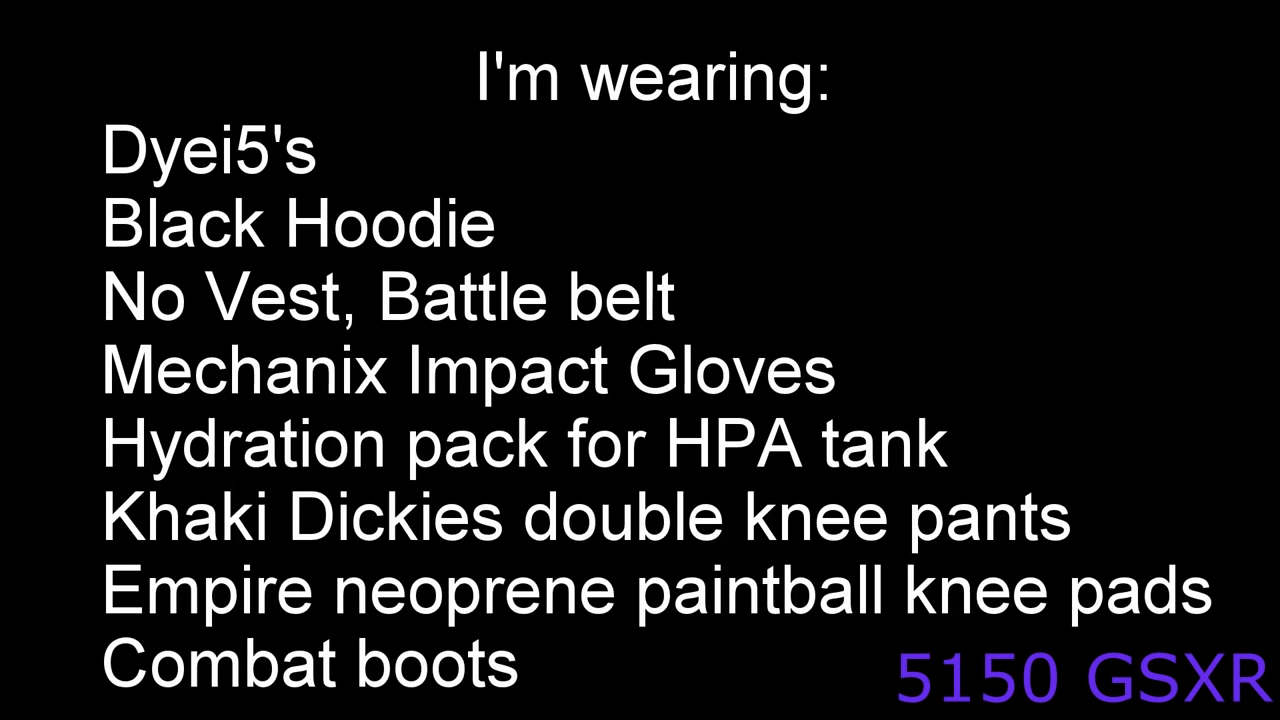 I'm wearing:
Dyei5's
Black Hoodie
No Vest, Battle belt
Mechanix Impact Gloves
Hydration pack for HPA tank
Khaki Dickies double knee pants
Empire neoprene paintball knee pads
Combat boots
5150 GSXR